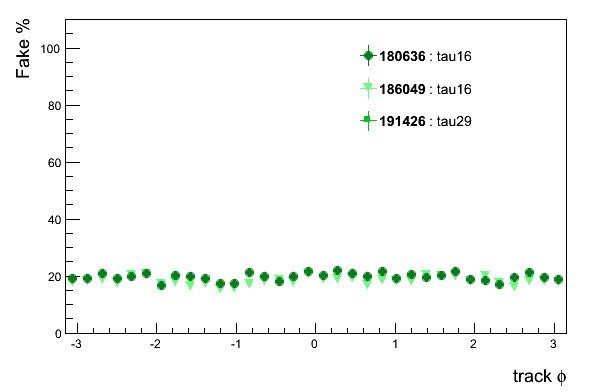 Fake %
100
180636 : tau16
186049 : tau16
80
191426 : tau29
60
40
20
0
-3 -2 -1 0 1 2 3
track ϕ